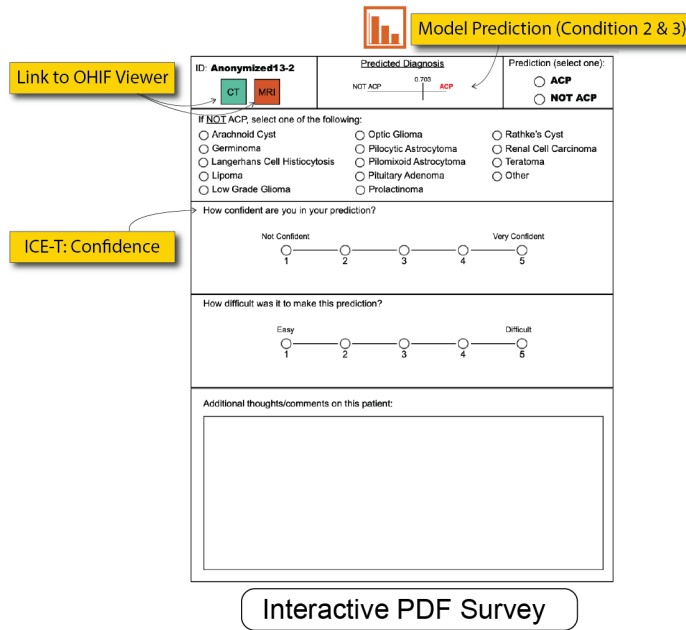 Model Prediction (Condition 2 & 3)
Link to OHIF Viewer
ID: Anonymized13-2
CT MRI
Predicted Diagnosis
NOT ACP 0.703 ACP
Prediction (select one):
ACP
NOT ACP
If NOT ACP, select one of the following:
Arachnoid Cyst
Germinoma
Langerhans Cell Histiocytosis
Lipoma
Low Grade Glioma
Optic Glioma
Pilocytic Astrocytoma
Pilomixoid Astrocytoma
Pituitary Adenoma
Prolactinoma
Rathke's Cyst
Renal Cell Carcinoma
Teratoma
Other
ICE-T: Confidence
How confident are you in your prediction?
Not Confident Very Confident
1 2 3 4 5
How difficult was it to make this prediction?
Easy Difficult
1 2 3 4 5
Additional thoughts/comments on this patient:
Interactive PDF Survey